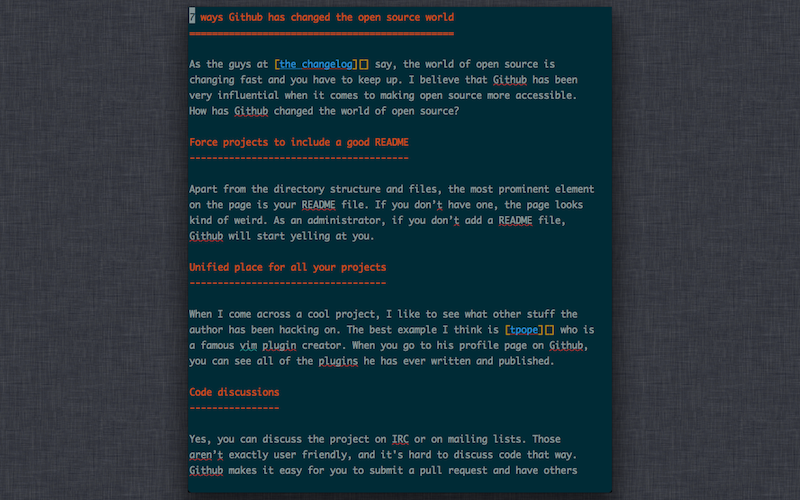 7 ways Github has changed the open source world
===============================================
As the guys at [the changelog][] say, the world of open source is
changing fast and you have to keep up. I believe that Github has been
very influential when it comes to making open source more accessible.
How has Github changed the world of open source?
Force projects to include a good README
---------------------------------------
Apart from the directory structure and files, the most prominent element
on the page is your README file. If you don’t have one, the page looks
kind of weird. As an administrator, if you don’t add a README file,
Github will start yelling at you.
Unified place for all your projects
-----------------------------------
When I come across a cool project, I like to see what other stuff the
author has been hacking on. The best example I think is [tpope][] who is
a famous vim plugin creator. When you go to his profile page on Github,
you can see all of the plugins he has ever written and published.
Code discussions
----------------
Yes, you can discuss the project on IRC or on mailing lists. Those
aren’t exactly user friendly, and it's hard to discuss code that way.
Github makes it easy for you to submit a pull request and have others